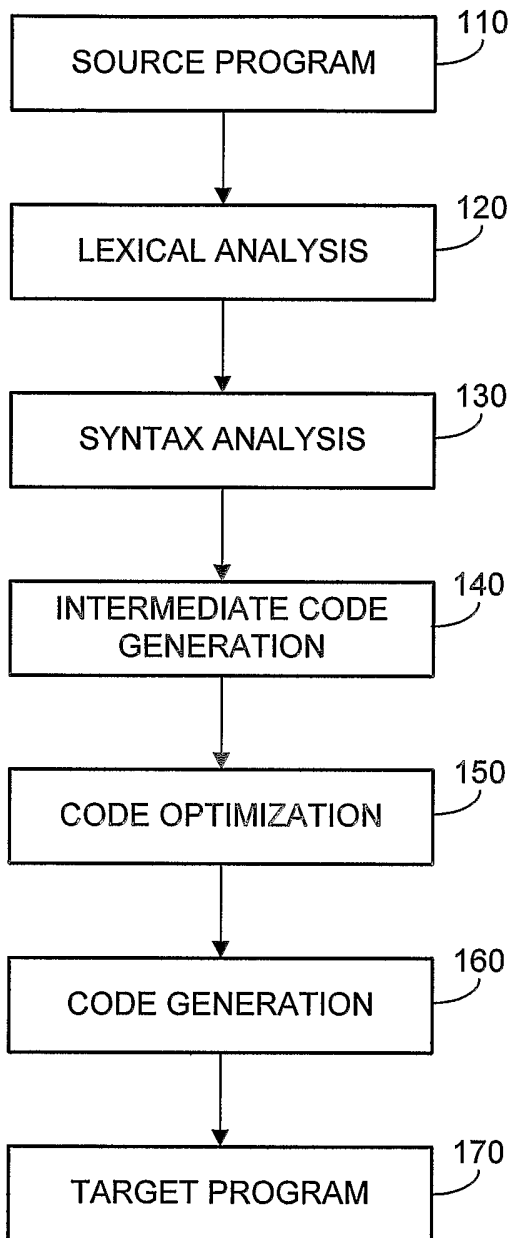 110
SOURCE PROGRAM
120
LEXICAL ANALYSIS
130
SYNTAX ANALYSIS
140
INTERMEDIATE CODE
GENERATION
150
CODE OPTIMIZATION
160
CODE GENERATION
170
TARGET PROGRAM